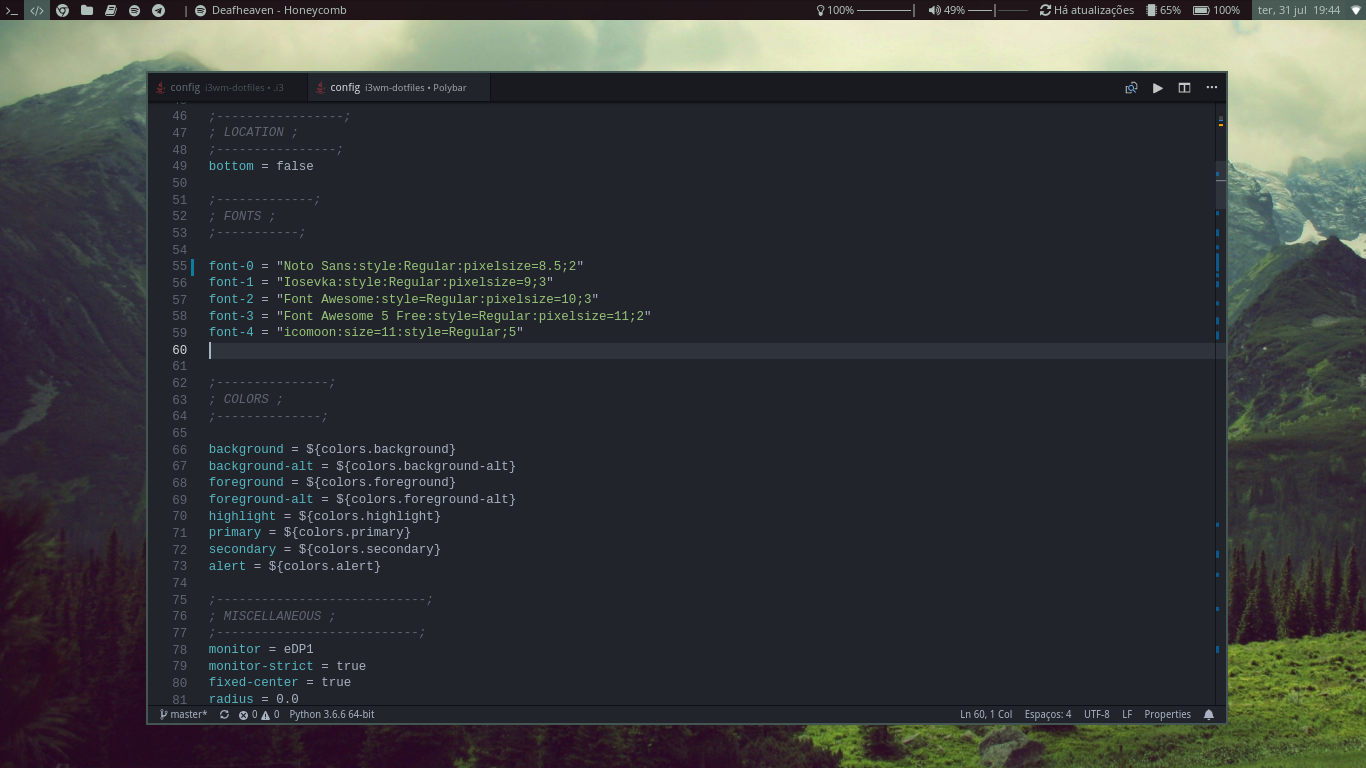 Deafheaven - Honeycomb
100%
49%
Há atualizações
65%
100%
ter, 31 jul 19:44
config i3wm-dotfiles • .i3
config i3wm-dotfiles • Polybar
46 ;-----------------;
47 ; LOCATION ;
48 ;----------------;
49 bottom = false
50
51 ;-------------;
52 ; FONTS ;
53 ;-----------;
54
55 font-0 = "Noto Sans:style:Regular:pixelsize=8.5;2"
56 font-1 = "Iosevka:style:Regular:pixelsize=9;3"
57 font-2 = "Font Awesome:style=Regular:pixelsize=10;3"
58 font-3 = "Font Awesome 5 Free:style=Regular:pixelsize=11;2"
59 font-4 = "icomoon:size=11:style=Regular;5"
60
61
62 ;---------------;
63 ; COLORS ;
64 ;--------------;
65
66 background = ${colors.background}
67 background-alt = ${colors.background-alt}
68 foreground = ${colors.foreground}
69 foreground-alt = ${colors.foreground-alt}
70 highlight = ${colors.highlight}
71 primary = ${colors.primary}
72 secondary = ${colors.secondary}
73 alert = ${colors.alert}
74
75 ;----------------------------;
76 ; MISCELLANEOUS ;
77 ;---------------------------;
78 monitor = eDP1
79 monitor-strict = true
80 fixed-center = true
81 radius = 0.0
master* 0 0 Python 3.6.6 64-bit
Ln 60, 1 Col Espaços: 4 UTF-8 LF Properties